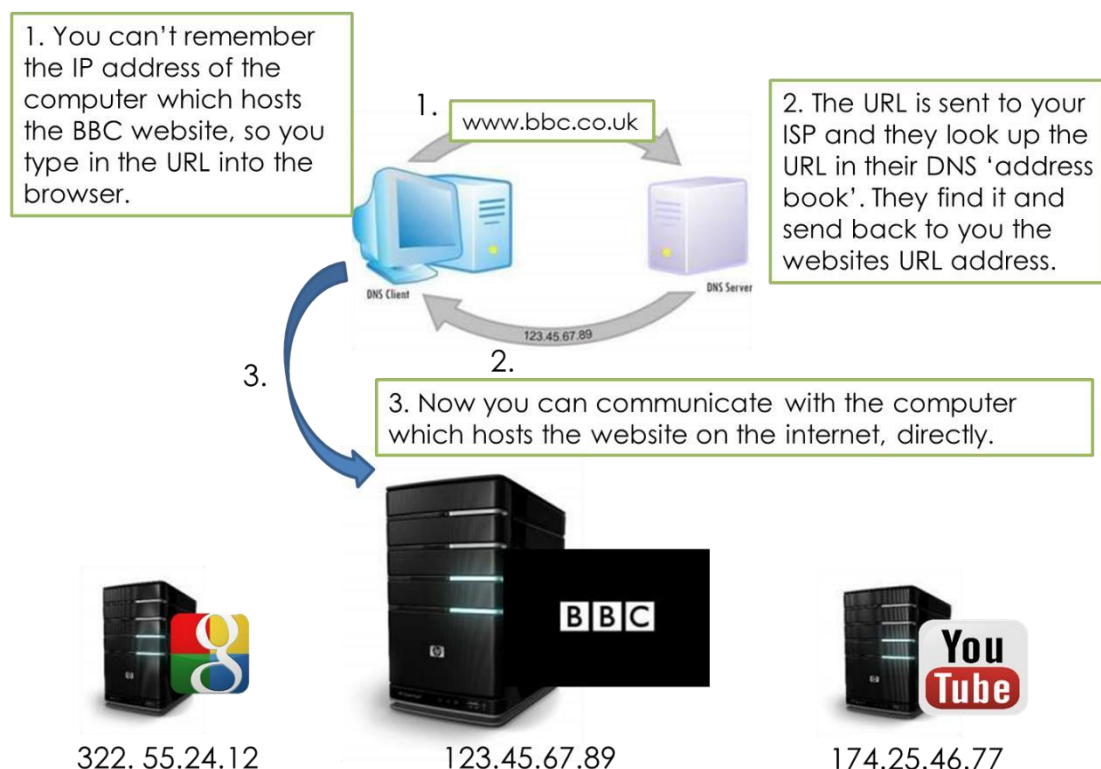 1. You can't remember
the IP address of the
computer which hosts
the BBC website, so you
type in the URL into the
browser.
1.
www.bbc.co.uk
2. The URL is sent to your
ISP and they look up the
URL in their DNS 'address
book'. They find it and
send back to you the
websites URL address.
DNS Client
DNS Server
123.45.67.89
2.
3.
3. Now you can communicate with the computer
which hosts the website on the internet, directly.
g
BBC
You
Tube
hp
hp
hp
322. 55.24.12
123.45.67.89
174.25.46.77